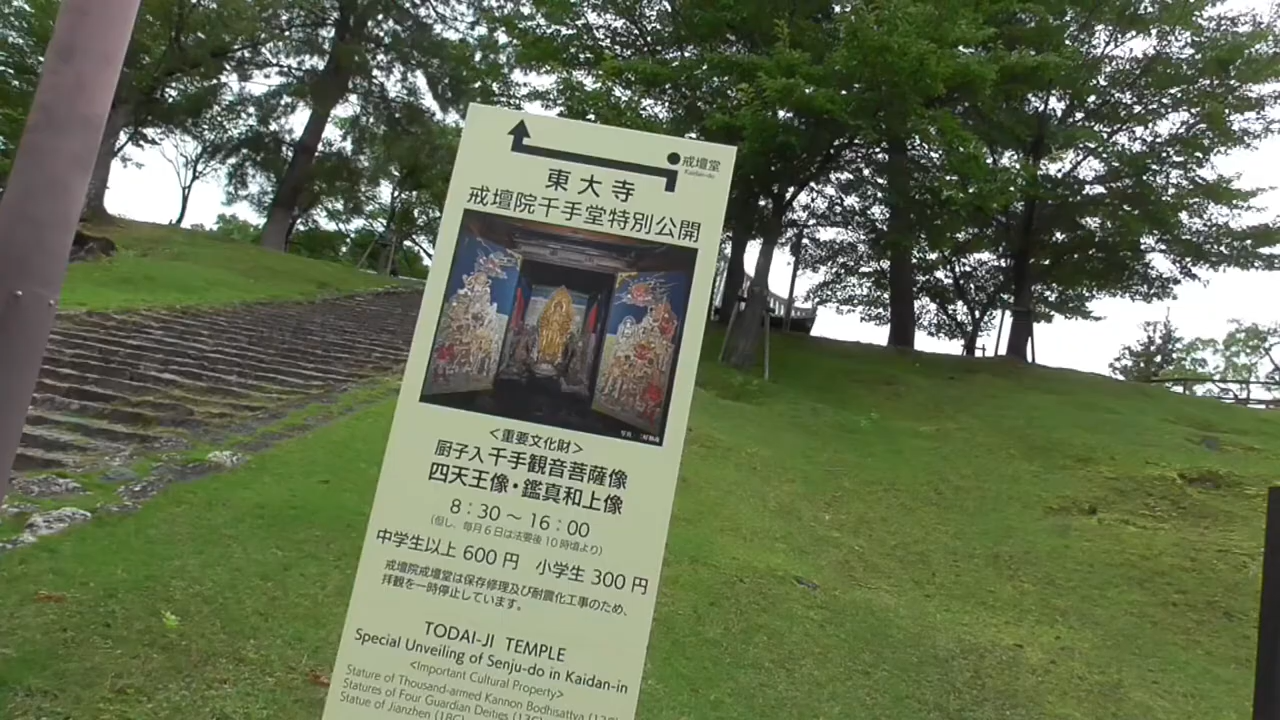 戒壇堂
Kaidan-do
東大寺
戒壇院千手堂特別公開
<重要文化財>
厨子入千手観音菩薩像
四天王像・鑑真和上像
8:30～16:00
(但し、毎月6日は法要後10時頃より)
中学生以上 600円 小学生 300円
戒壇院戒壇堂は保存修理及び耐震化工事のため、
拝観を一時停止しています。
TODAI-JI TEMPLE
Special Unveiling of Senju-do in Kaidan-in
<Important Cultural Property>
Statue of Thousand-armed Kannon Bodhisattva
Statures of Four Guardian Deities (13C)
Statue of Jianzhen (18C)